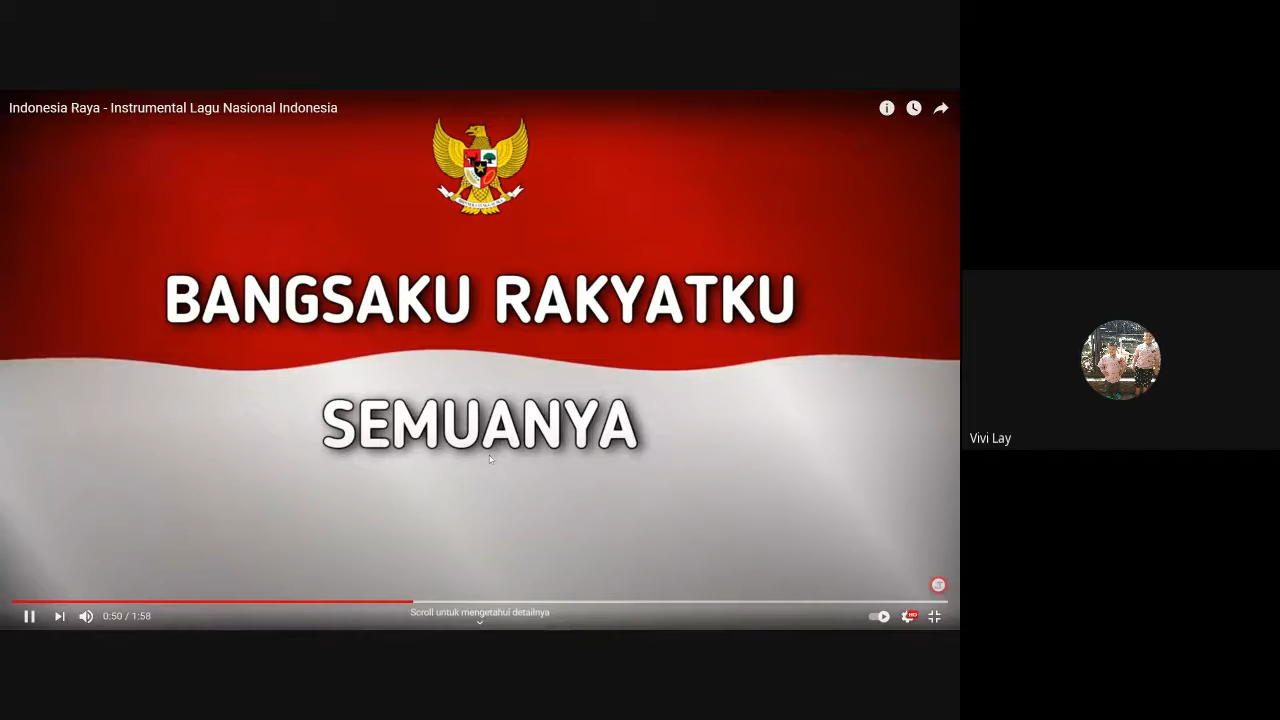 Indonesia Raya - Instrumental Lagu Nasional Indonesia
BANGSAKU RAKYATKU
SEMUANYA
Vivi Lay
0:50 / 1:58
Scroll untuk mengetahui detailnya
HD